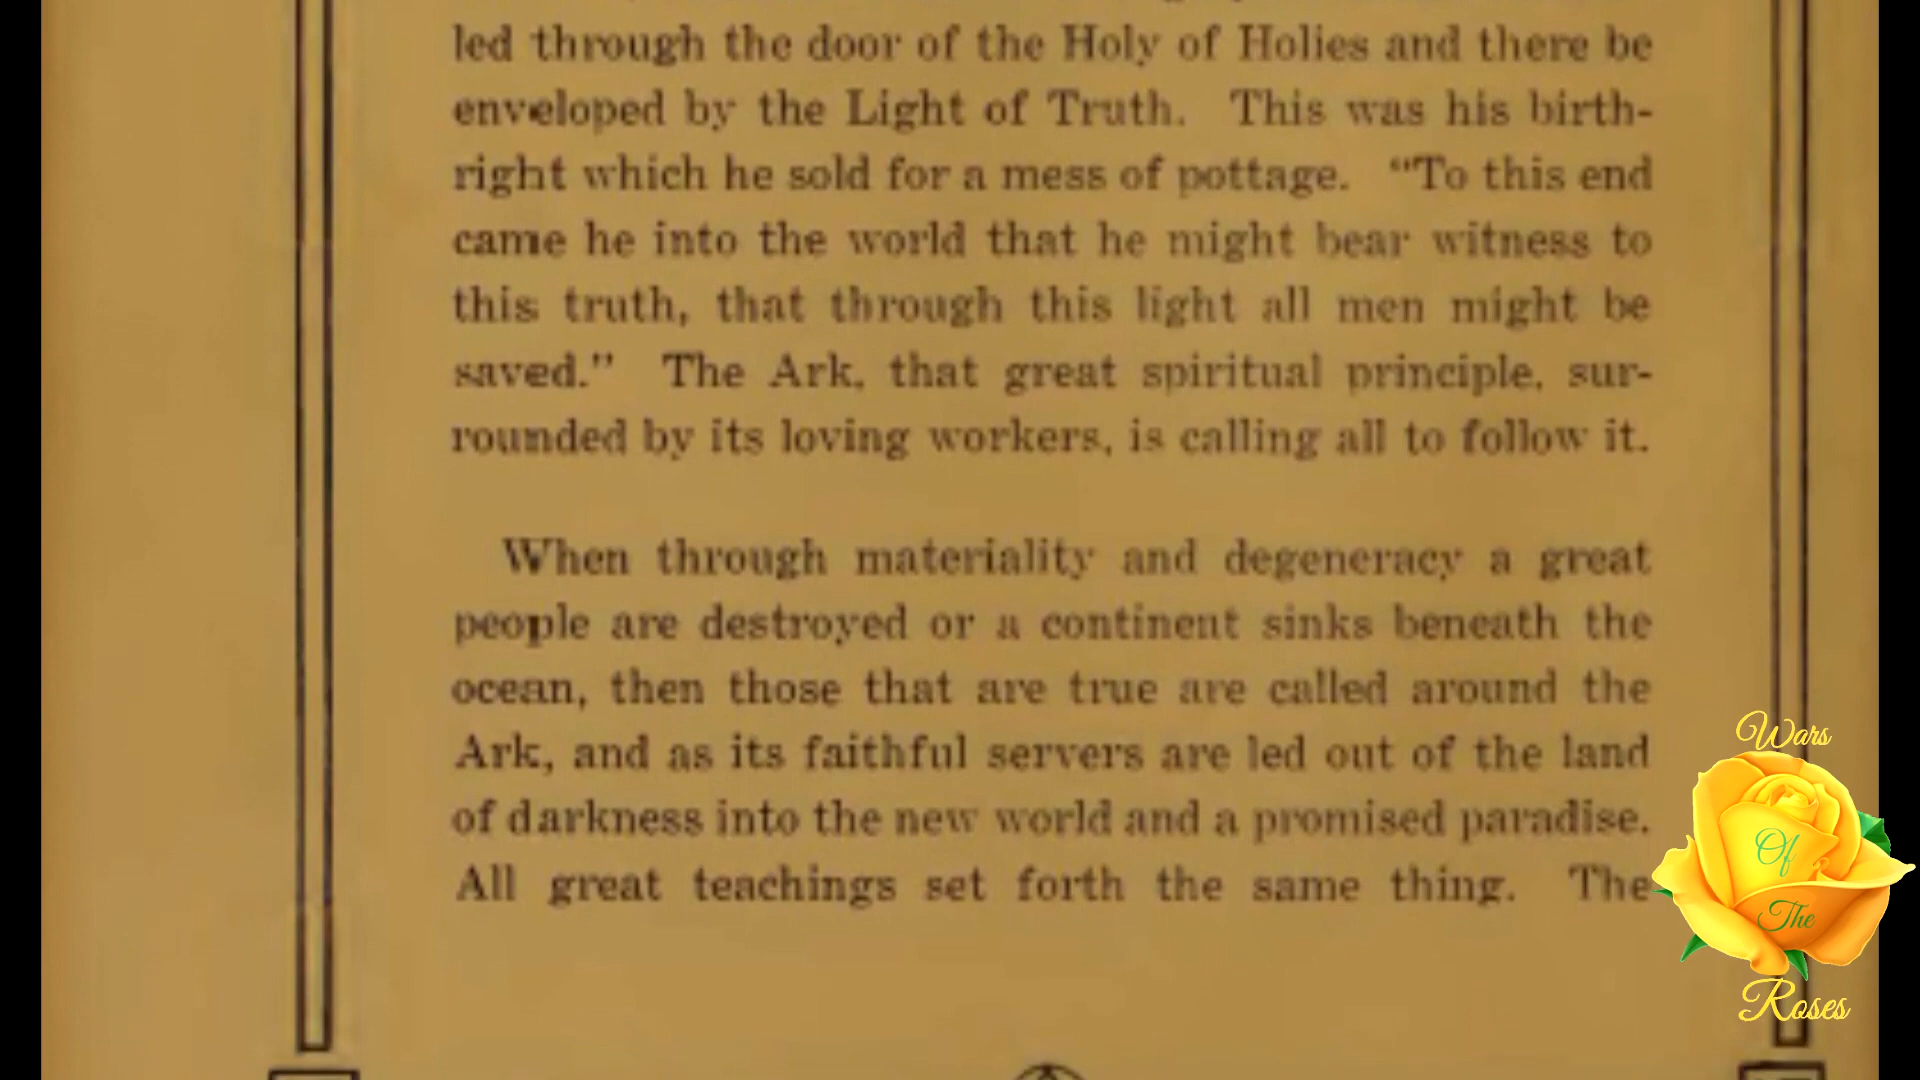 led through the door of the Holy of Holies and there be
enveloped by the Light of Truth. This was his birth-
right which he sold for a mess of pottage. “To this end
came he into the world that he might bear witness to
this truth, that through this light all men might be
saved.” The Ark, that great spiritual principle, sur-
rounded by its loving workers, is calling all to follow it.
When through materiality and degeneracy a great
people are destroyed or a continent sinks beneath the
ocean, then those that are true are called around the
Ark, and as its faithful servers are led out of the land
of darkness into the new world and a promised paradise.
All great teachings set forth the same thing. The
Wars
Of
The
Roses